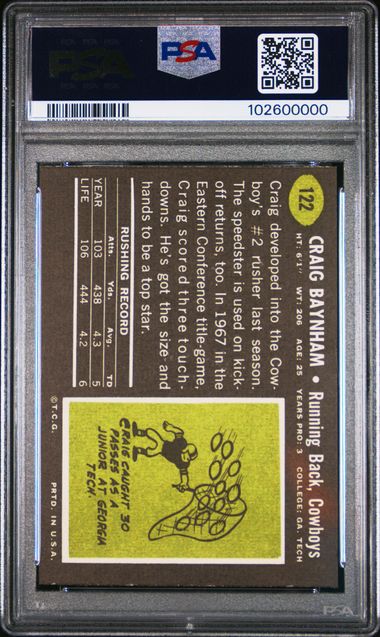 PSA
PSA
102600000
122
CRAIG BAYNHAM • Running Back, Cowboys
HT: 6'1" WT: 206 AGE: 25 YEARS PRO: 3 COLLEGE: GA. TECH
Craig developed into the Cow-
boy's #2 rusher last season.
The speedster is used on kick-
off returns, too. In 1967 in the
Eastern Conference title-game,
Craig scored three touch-
downs. He's got the size and
hands to be a top star.
RUSHING RECORD
Atts. Yds. Avg. TD
YEAR 103 438 4.3 5
LIFE 106 444 4.2 6
CRAIG CAUGHT 30
PASSES AS A
JUNIOR AT GEORGIA
TECH.
© T.C.G. PRTD. IN U.S.A.